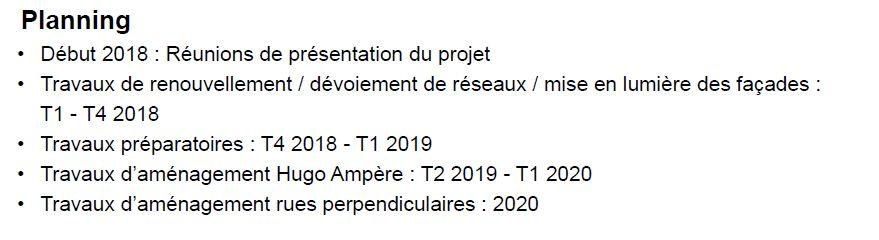 Planning
• Début 2018 : Réunions de présentation du projet
• Travaux de renouvellement / dévoiement de réseaux / mise en lumière des façades :
T1 - T4 2018
• Travaux préparatoires : T4 2018 - T1 2019
• Travaux d’aménagement Hugo Ampère : T2 2019 - T1 2020
• Travaux d’aménagement rues perpendiculaires : 2020